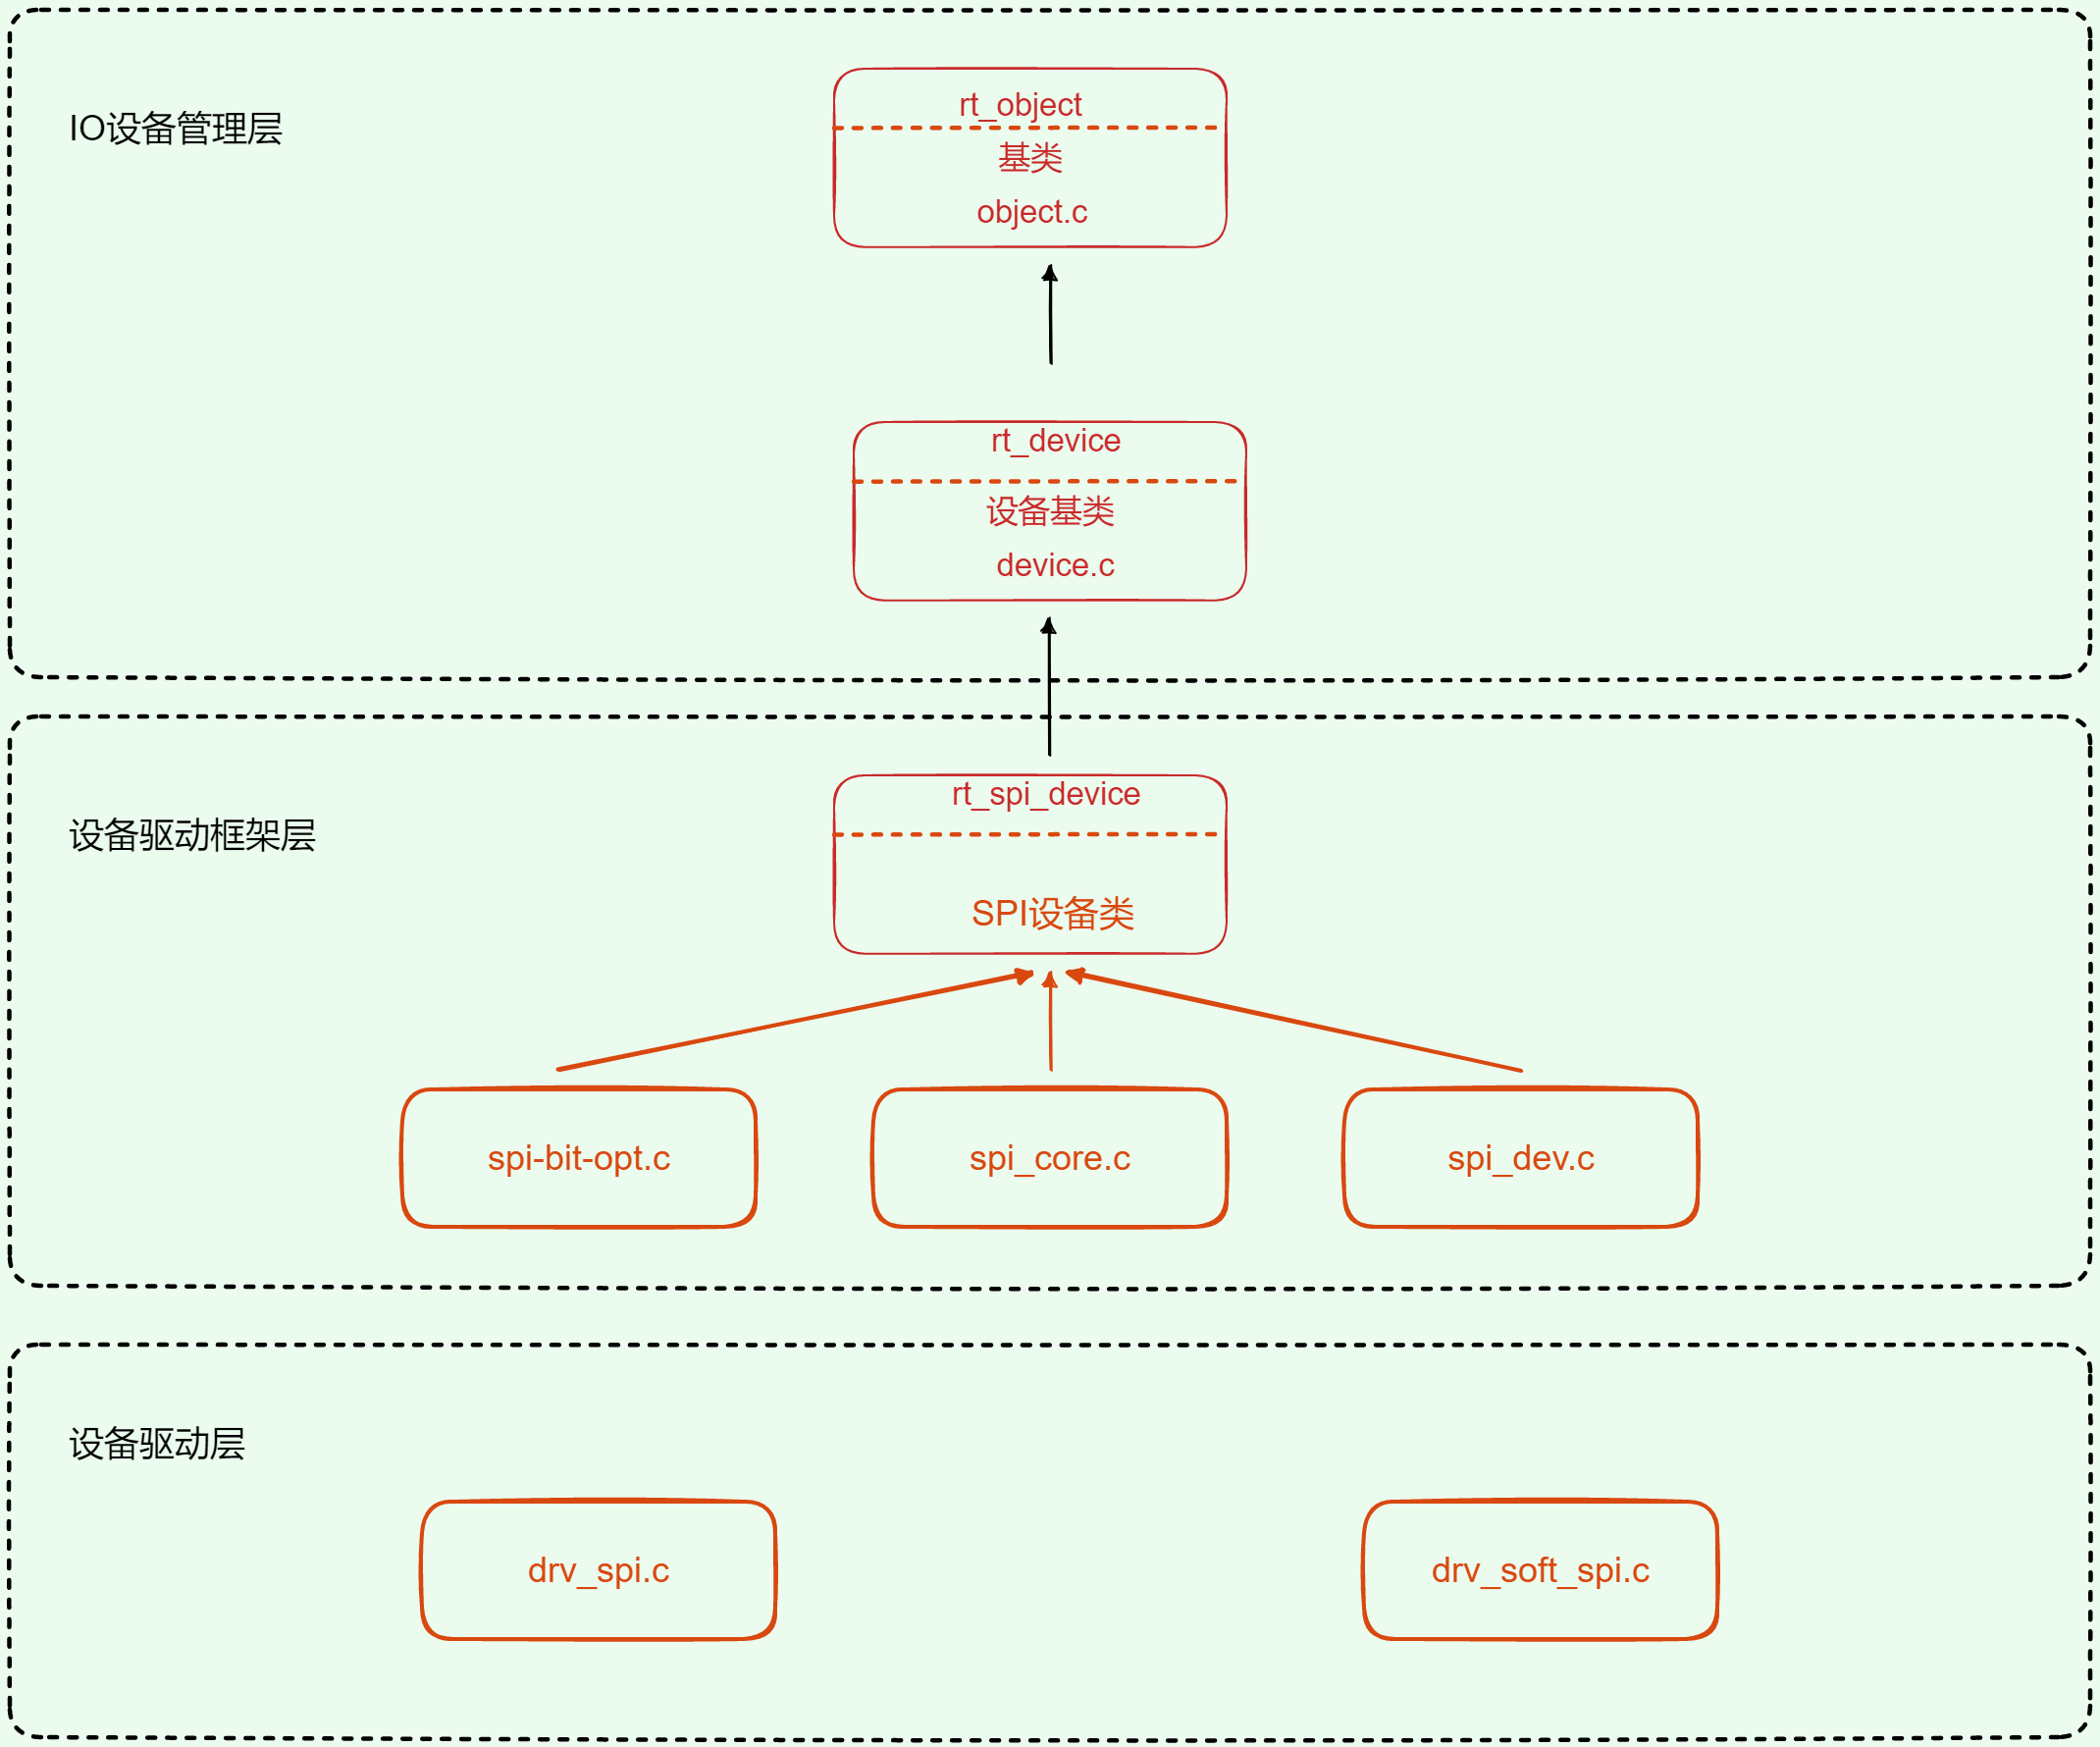 IO设备管理层
rt_object
基类
object.c
rt_device
设备基类
device.c
设备驱动框架层
rt_spi_device
SPI设备类
spi-bit-opt.c
spi_core.c
spi_dev.c
设备驱动层
drv_spi.c
drv_soft_spi.c